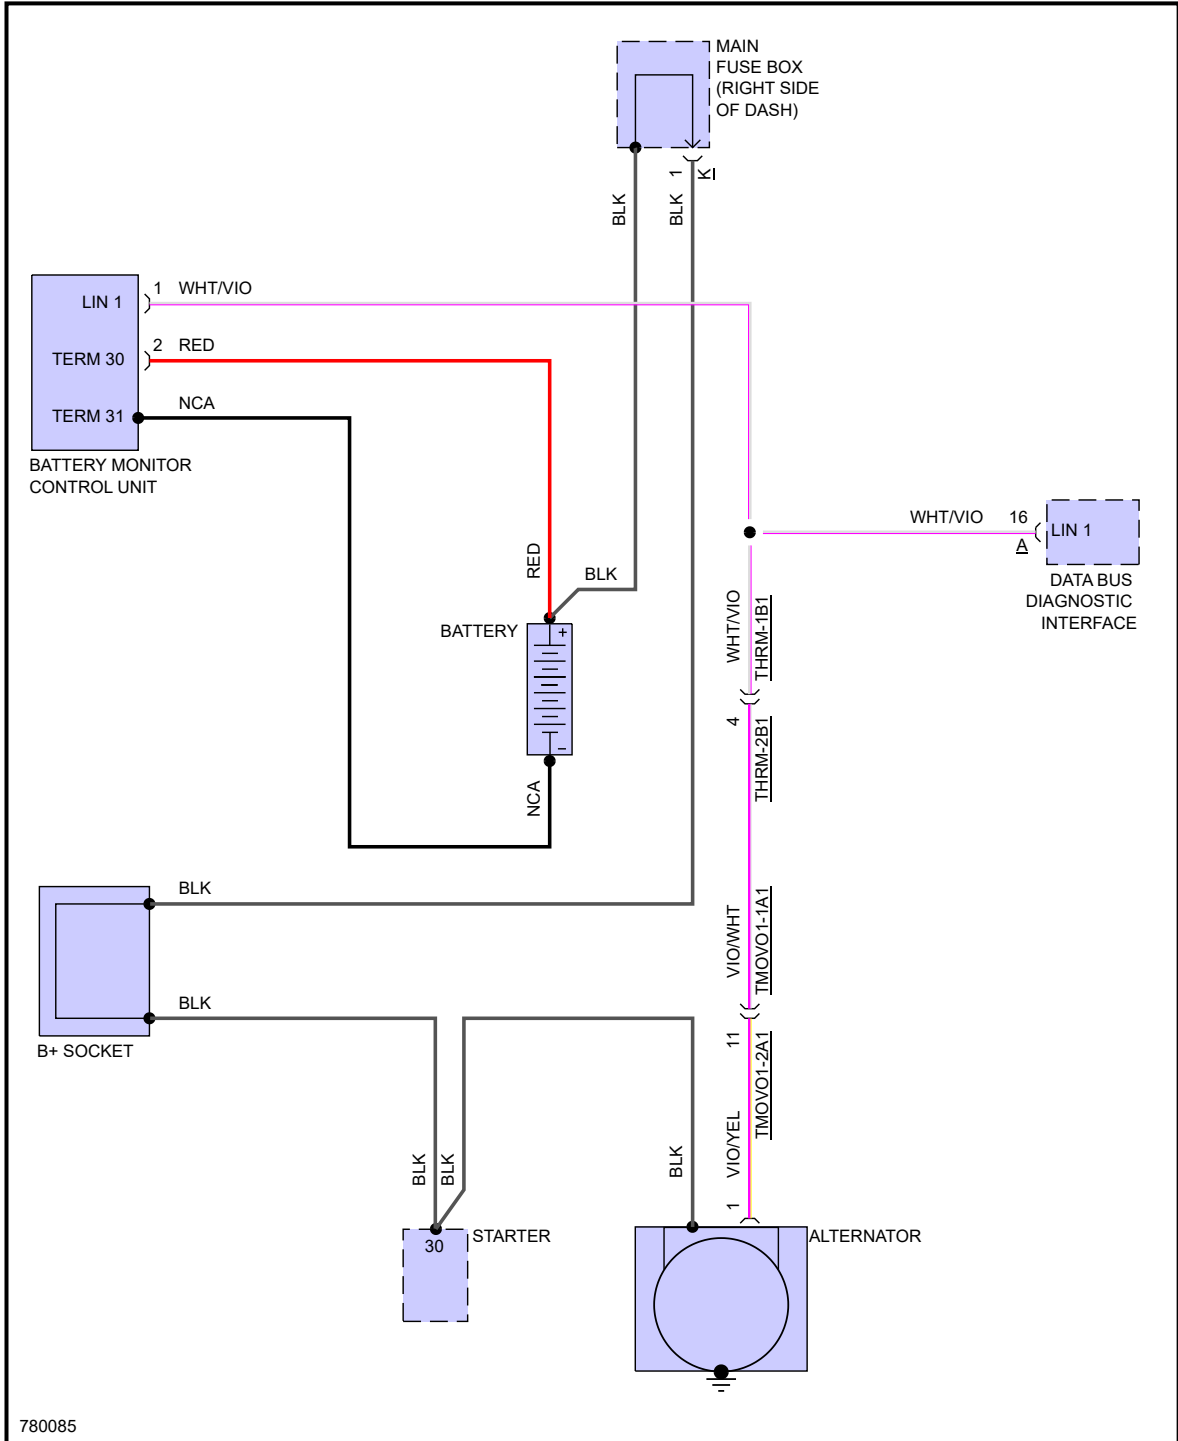 MAIN
FUSE BOX
(RIGHT SIDE
OF DASH)
1
K
BLK
BLK
LIN 1
1
WHT/VIO
TERM 30
2
RED
TERM 31
NCA
BATTERY MONITOR
CONTROL UNIT
WHT/VIO
16
A
LIN 1
DATA BUS
DIAGNOSTIC
INTERFACE
RED
BLK
BATTERY
+
−
NCA
WHT/VIO
THRM-1B1
4
THRM-2B1
BLK
BLK
B+ SOCKET
VIO/WHT
TMOVO1-1A1
11
TMOVO1-2A1
BLK
BLK
BLK
VIO/YEL
1
30
STARTER
ALTERNATOR
780085